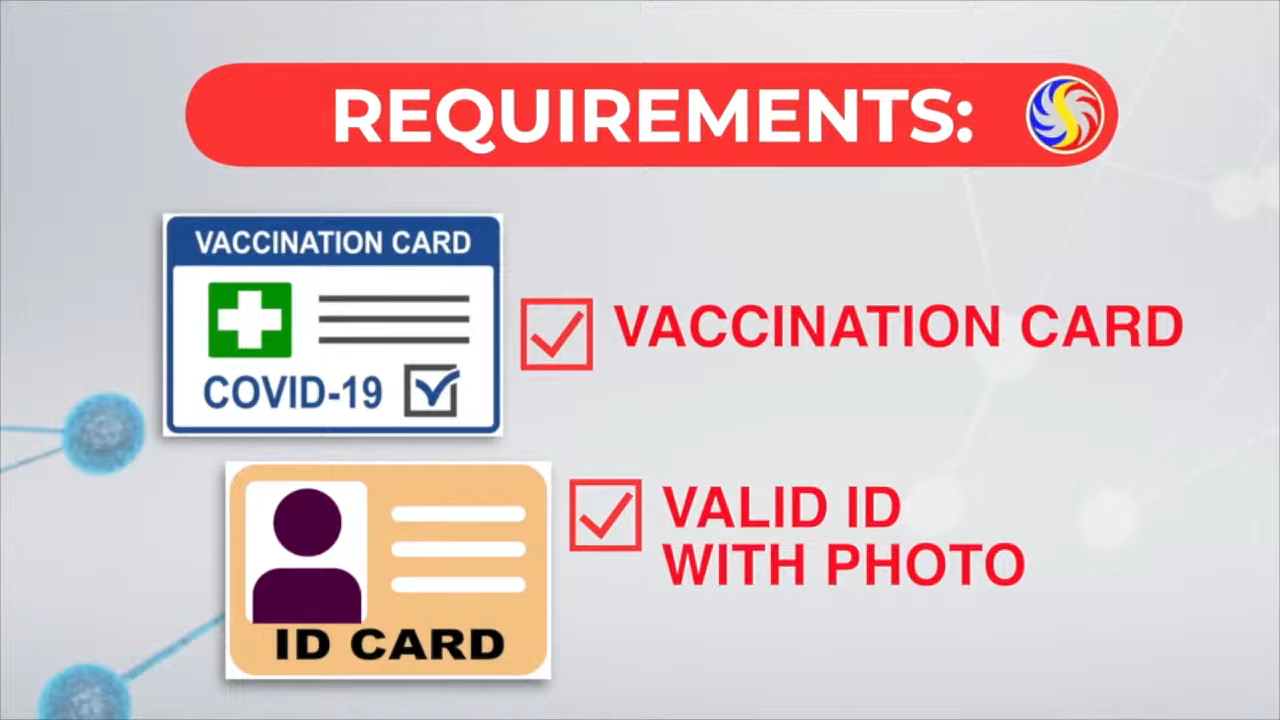 REQUIREMENTS:
VACCINATION CARD
COVID-19
VACCINATION CARD
ID CARD
VALID ID
WITH PHOTO